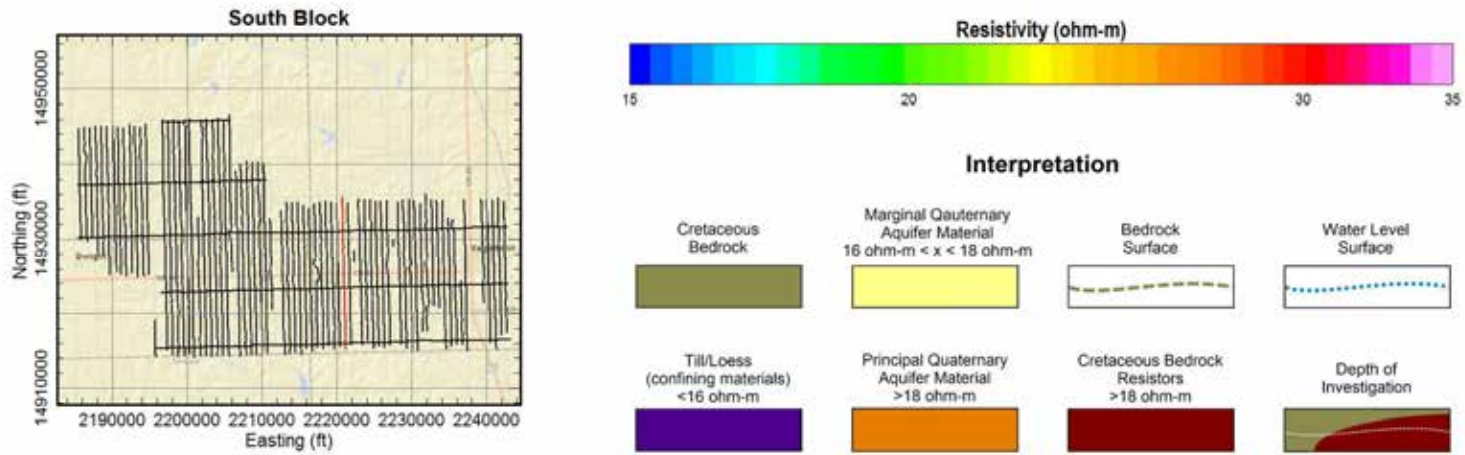 South Block
14950000
14930000
14910000
Northing (ft)
2190000 2200000 2210000 2220000 2230000 2240000
Easting (ft)
Resistivity (ohm-m)
15 20 30 35
Interpretation
Cretaceous
Bedrock
Marginal Qauternary
Aquifer Material
16 ohm-m < x < 18 ohm-m
Bedrock
Surface
Water Level
Surface
Till/Loess
(confining materials)
<16 ohm-m
Principal Quaternary
Aquifer Material
>18 ohm-m
Cretaceous Bedrock
Resistors
>18 ohm-m
Depth of
Investigation